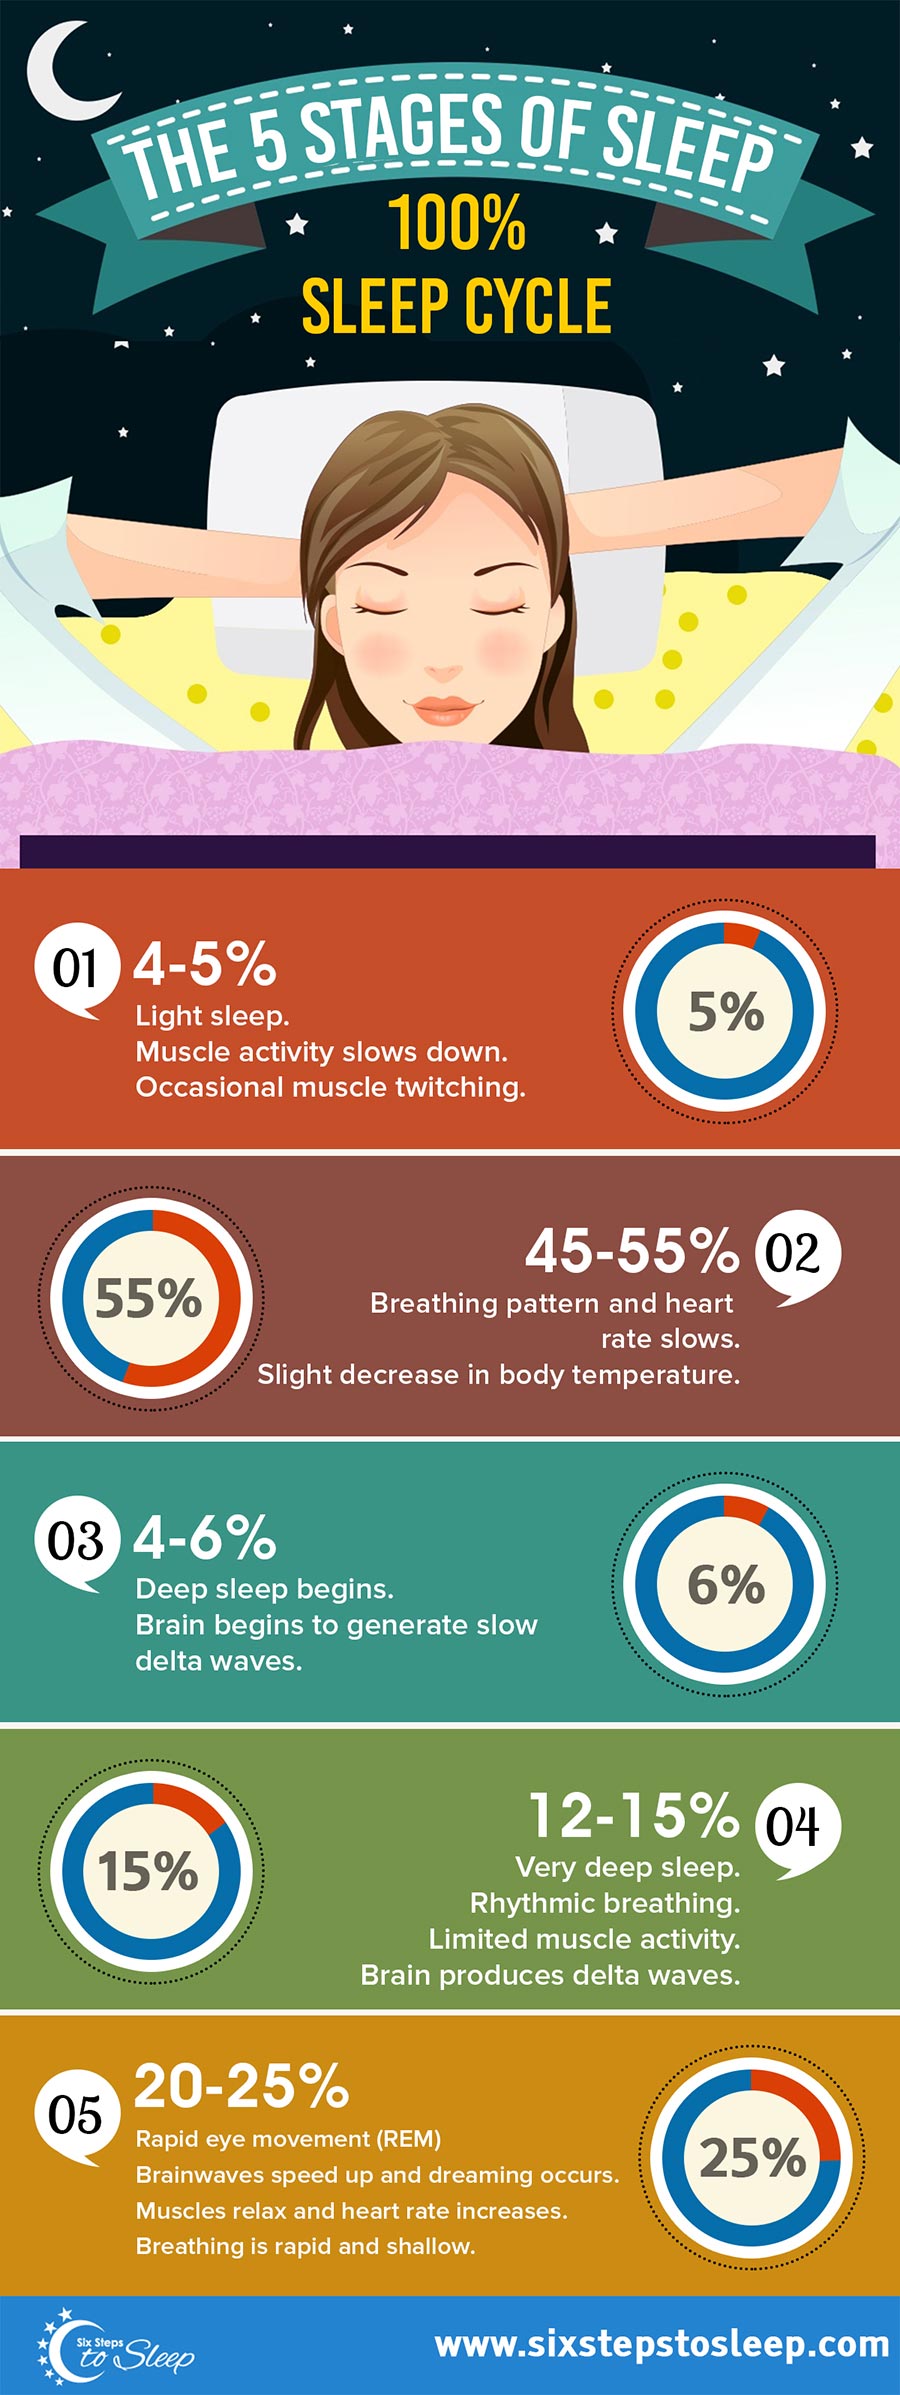 THE 5 STAGES OF SLEEP
100%
SLEEP CYCLE
01
4-5%
Light sleep.
Muscle activity slows down.
Occasional muscle twitching.
5%
55%
45-55%
02
Breathing pattern and heart
rate slows.
Slight decrease in body temperature.
03
4-6%
Deep sleep begins.
Brain begins to generate slow
delta waves.
6%
15%
12-15%
04
Very deep sleep.
Rhythmic breathing.
Limited muscle activity.
Brain produces delta waves.
05
20-25%
Rapid eye movement (REM)
Brainwaves speed up and dreaming occurs.
Muscles relax and heart rate increases.
Breathing is rapid and shallow.
25%
Six Steps
to Sleep
www.sixstepstosleep.com